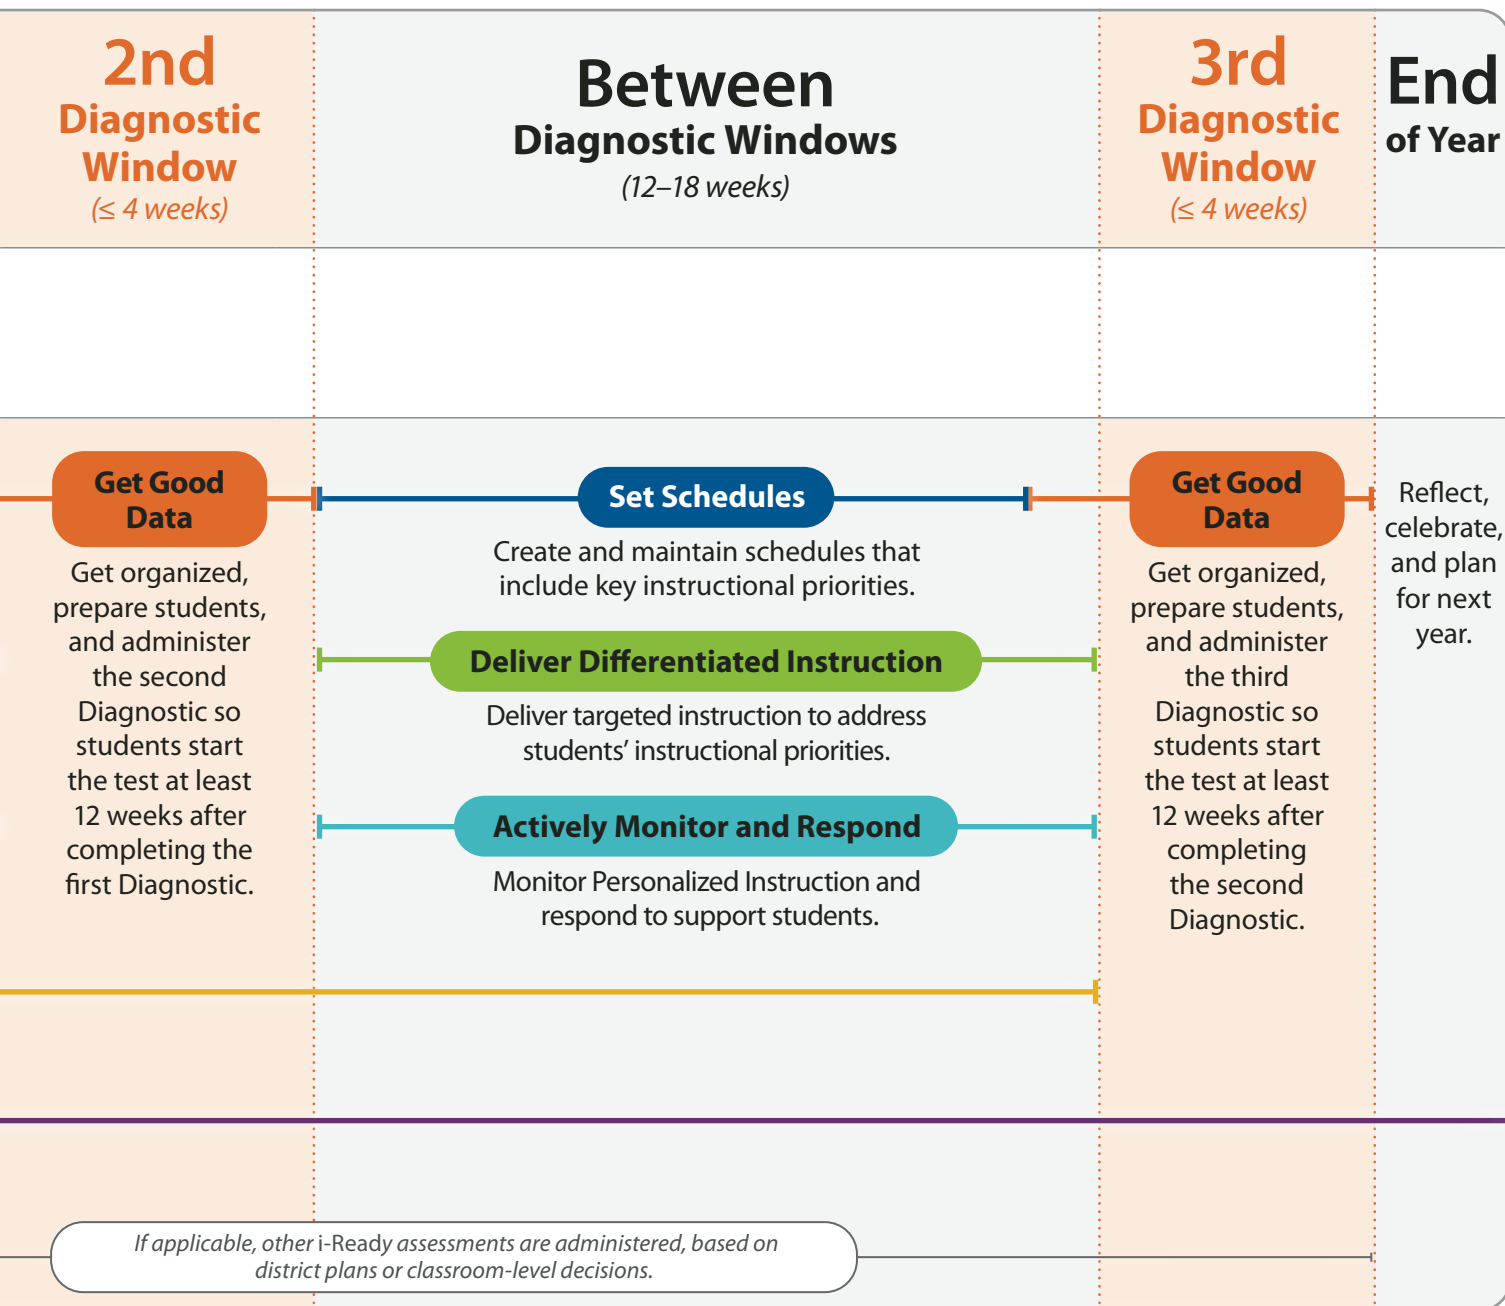 2nd
Diagnostic
Window
(≤ 4 weeks)
Between
Diagnostic Windows
(12–18 weeks)
3rd
Diagnostic
Window
(≤ 4 weeks)
End
of Year
Get Good
Data
Get organized,
prepare students,
and administer
the second
Diagnostic so
students start
the test at least
12 weeks after
completing the
first Diagnostic.
Set Schedules
Create and maintain schedules that
include key instructional priorities.
Deliver Differentiated Instruction
Deliver targeted instruction to address
students’ instructional priorities.
Actively Monitor and Respond
Monitor Personalized Instruction and
respond to support students.
Get Good
Data
Get organized,
prepare students,
and administer
the third
Diagnostic so
students start
the test at least
12 weeks after
completing
the second
Diagnostic.
Reflect,
celebrate,
and plan
for next
year.
If applicable, other i-Ready assessments are administered, based on
district plans or classroom-level decisions.